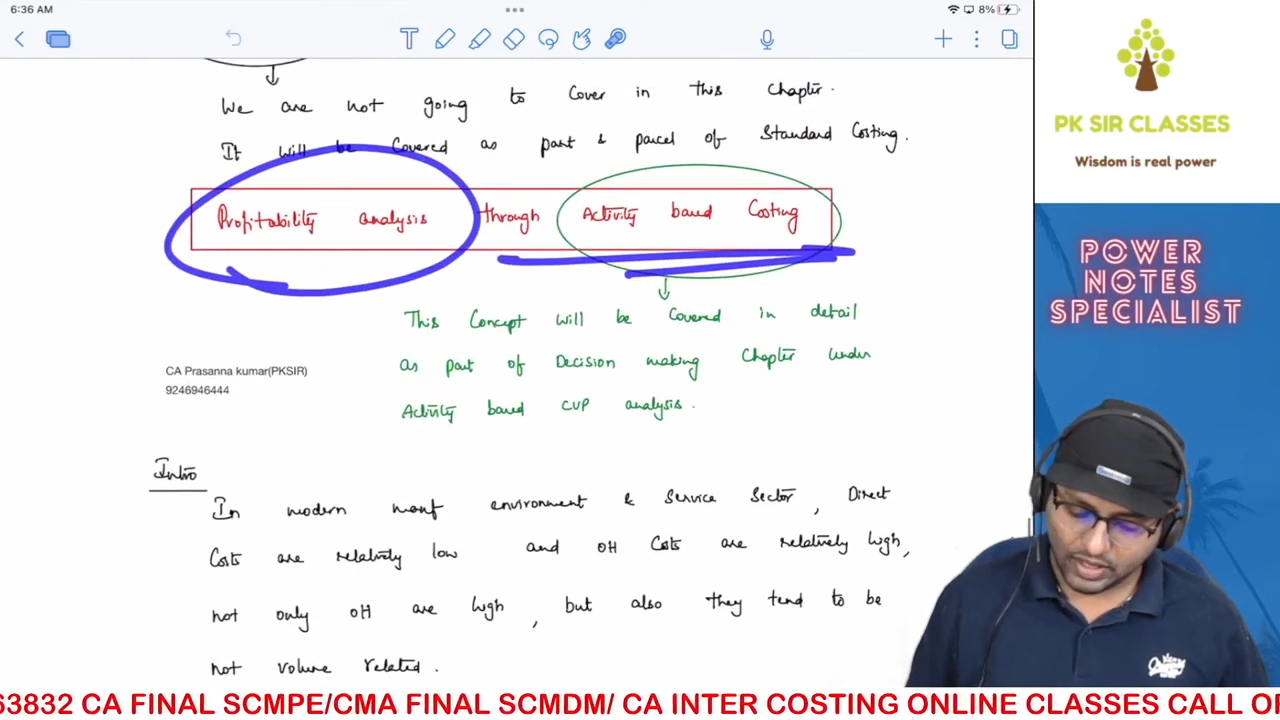 6:36 AM
8%
T
PK SIR CLASSES
Wisdom is real power
We are not going to Cover in this Chapter.
It will be Covered as part & parcel of Standard Costing.
Profitability analysis through Activity based Costing
POWER
NOTES
SPECIALIST
This Concept will be Covered in detail
as part of Decision making Chapter under
Activity based CVP analysis.
CA Prasanna kumar(PKSIR)
9246946444
Intro
In modern manf environment & Service Sector, Direct
Costs are relatively low and OH Costs are relatively high,
not only OH are high, but also they tend to be
not volume related.
63832 CA FINAL SCMPE/CMA FINAL SCMDM/ CA INTER COSTING ONLINE CLASSES CALL OR